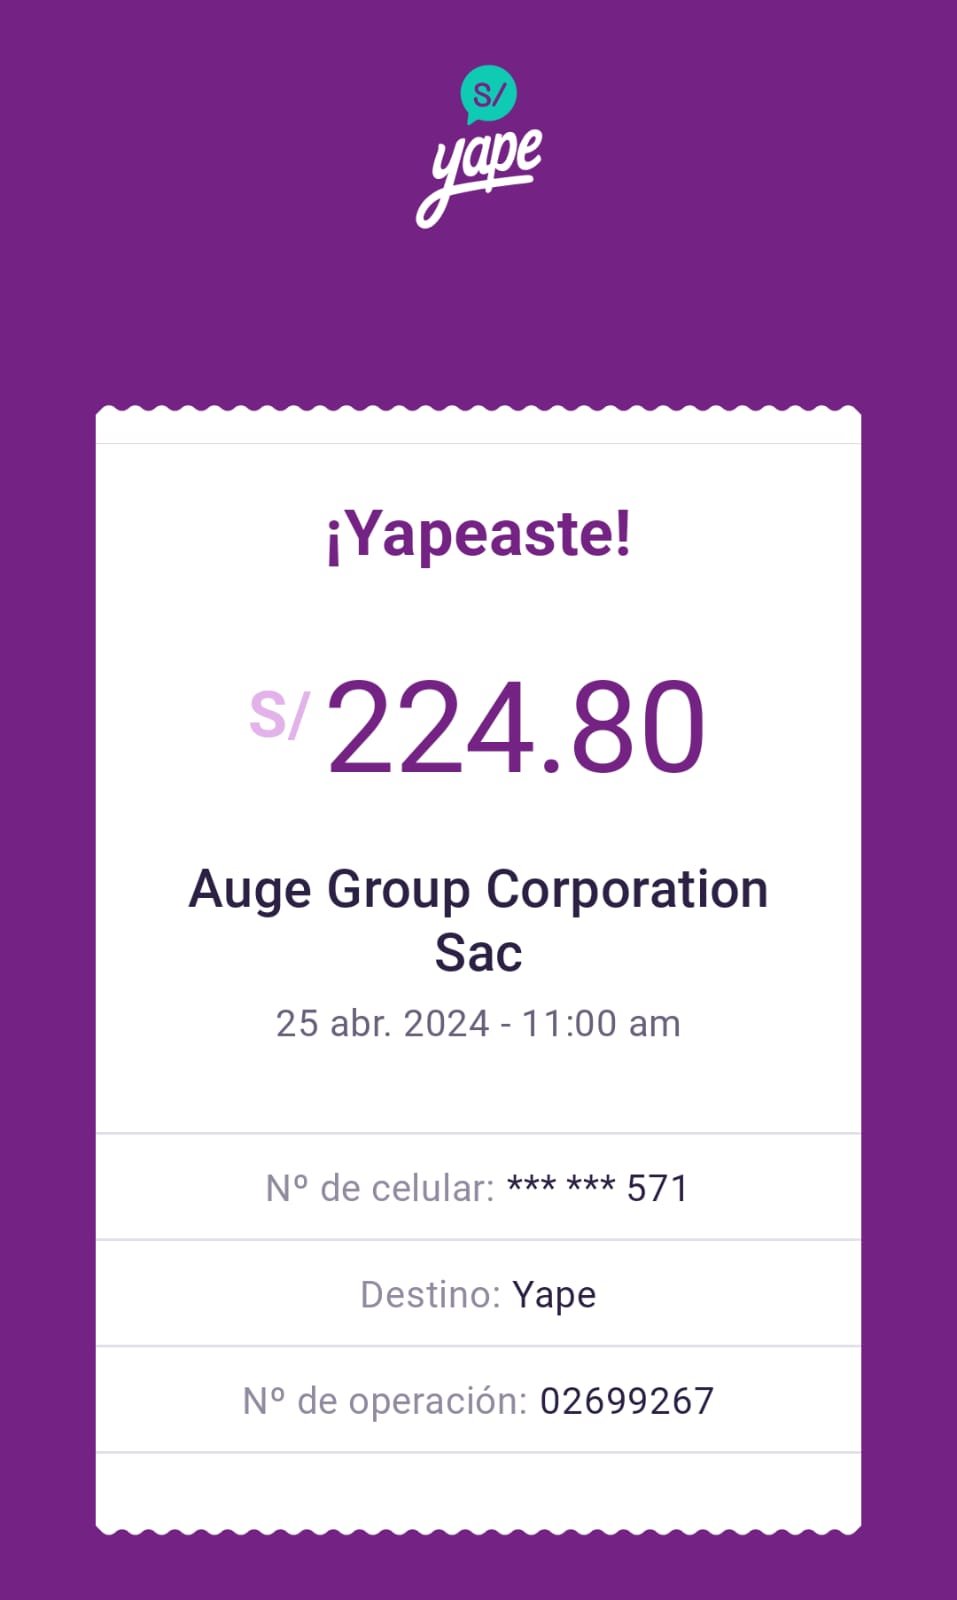 S/
yape
¡Yapeaste!
S/ 224.80
Auge Group Corporation
Sac
25 abr. 2024 - 11:00 am
Nº de celular: *** *** 571
Destino: Yape
Nº de operación: 02699267